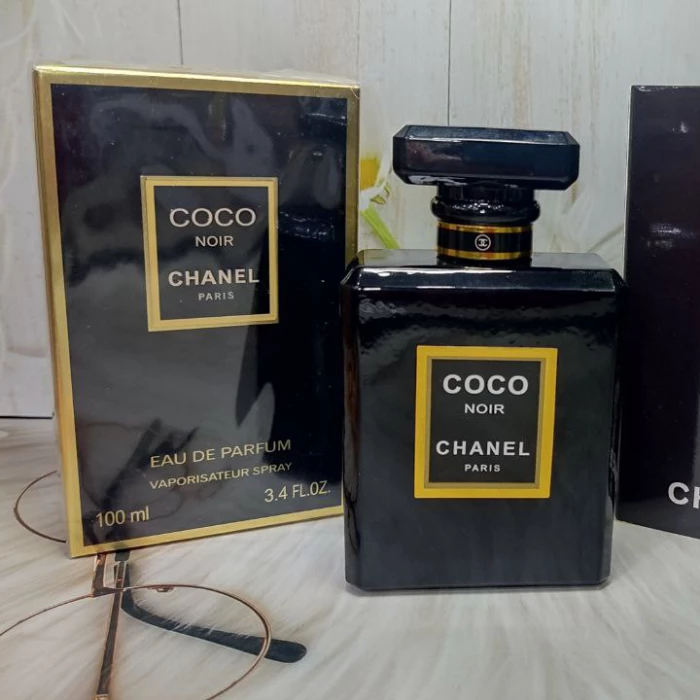 COCO
NOIR
CHANEL
PARIS
EAU DE PARFUM
VAPORISATEUR SPRAY
100 ml
3.4 FL.OZ.
COCO
NOIR
CHANEL
PARIS